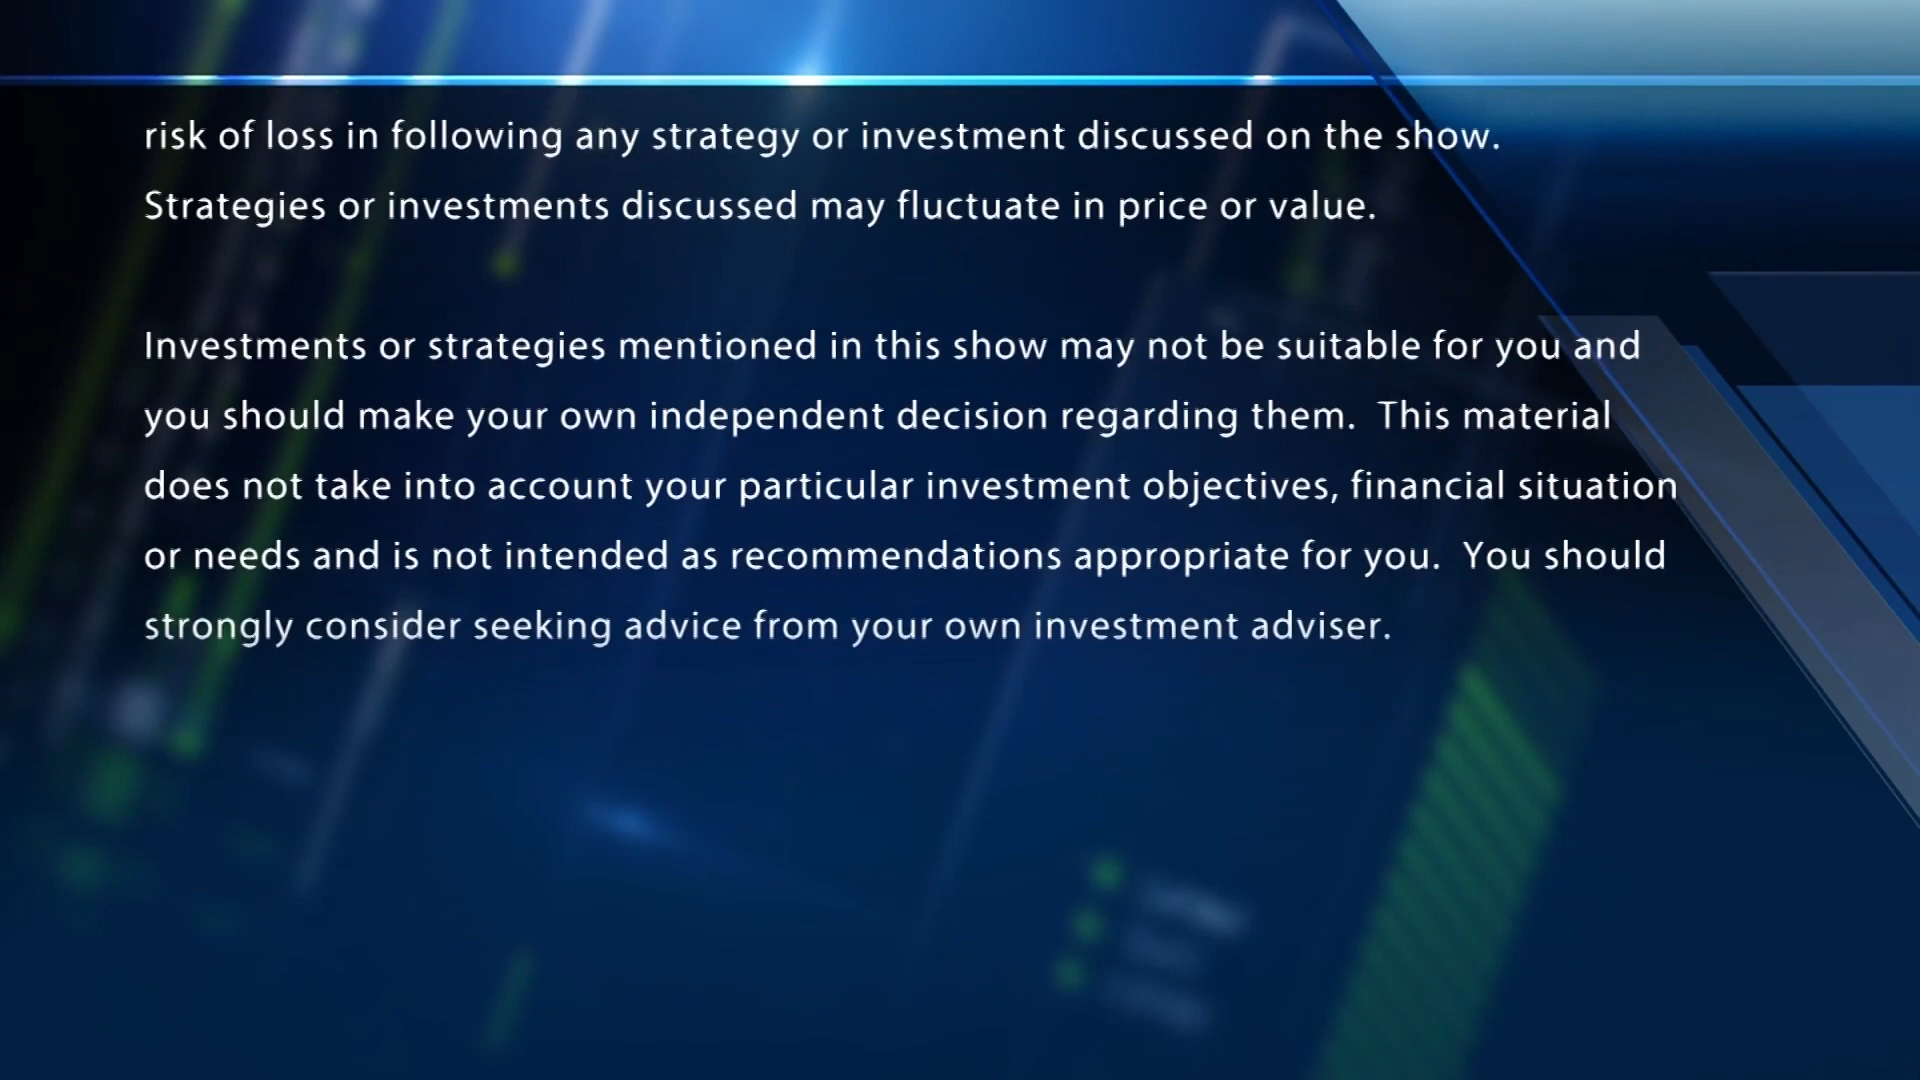 risk of loss in following any strategy or investment discussed on the show.
Strategies or investments discussed may fluctuate in price or value.
Investments or strategies mentioned in this show may not be suitable for you and
you should make your own independent decision regarding them.  This material
does not take into account your particular investment objectives, financial situation
or needs and is not intended as recommendations appropriate for you.  You should
strongly consider seeking advice from your own investment adviser.